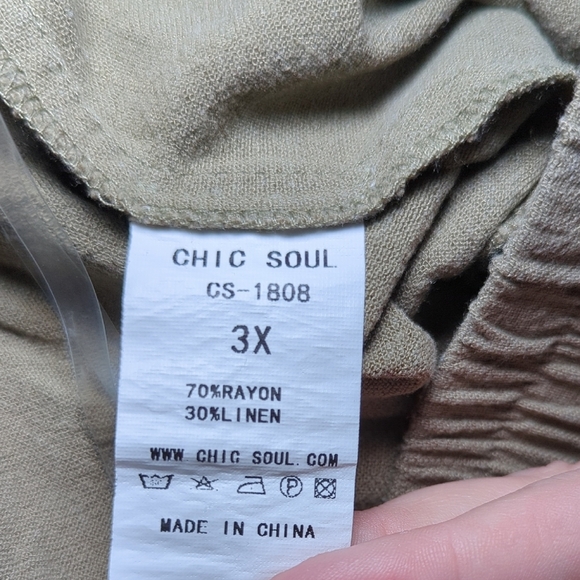 CHIC SOUL
CS-1808
3X
70%RAYON
30%LINEN
WWW CHIC SOUL.COM
P
MADE IN CHINA